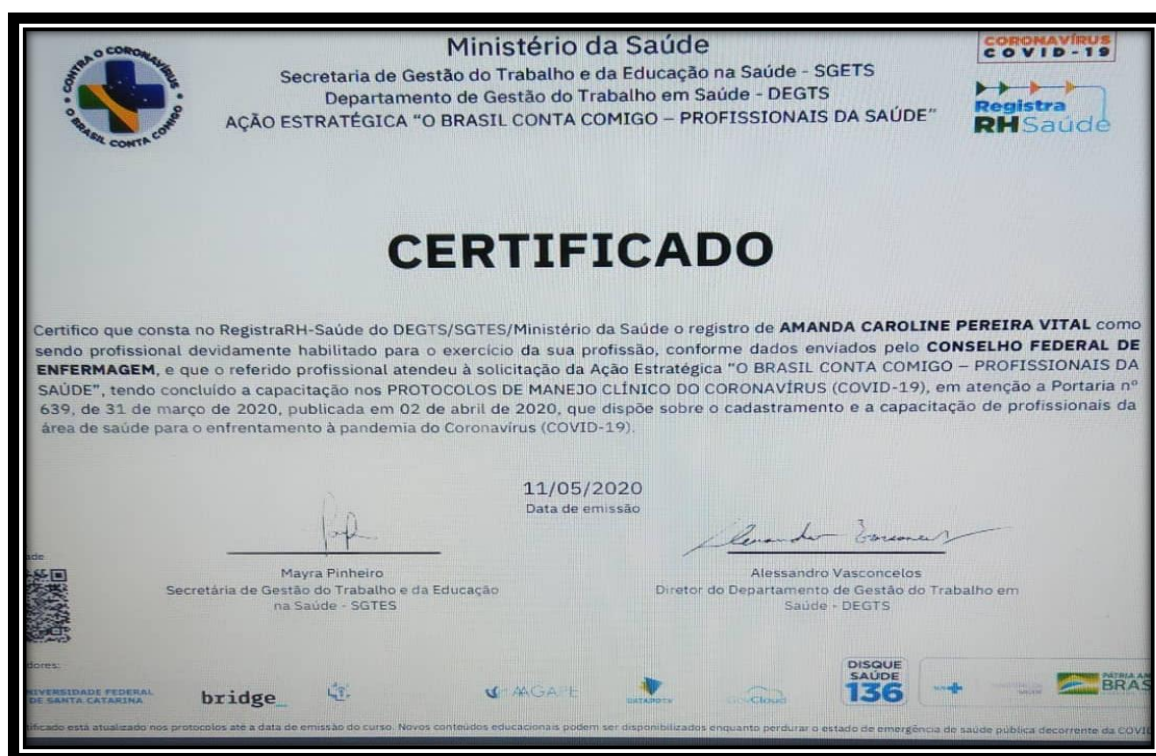 CONTRA O CORONAVÍRUS
O BRASIL CONTA COMIGO
Ministério da Saúde
Secretaria de Gestão do Trabalho e da Educação na Saúde - SGETS
Departamento de Gestão do Trabalho em Saúde - DEGTS
AÇÃO ESTRATÉGICA “O BRASIL CONTA COMIGO – PROFISSIONAIS DA SAÚDE”
CORONAVÍRUS
COVID-19
Registra
RHSaúde
CERTIFICADO
Certifico que consta no RegistraRH-Saúde do DEGTS/SGTES/Ministério da Saúde o registro de AMANDA CAROLINE PEREIRA VITAL como
sendo profissional devidamente habilitado para o exercício da sua profissão, conforme dados enviados pelo CONSELHO FEDERAL DE
ENFERMAGEM, e que o referido profissional atendeu à solicitação da Ação Estratégica “O BRASIL CONTA COMIGO – PROFISSIONAIS DA
SAÚDE”, tendo concluído a capacitação nos PROTOCOLOS DE MANEJO CLÍNICO DO CORONAVÍRUS (COVID-19), em atenção a Portaria nº
639, de 31 de março de 2020, publicada em 02 de abril de 2020, que dispõe sobre o cadastramento e a capacitação de profissionais da
área de saúde para o enfrentamento à pandemia do Coronavírus (COVID-19).
11/05/2020
Data de emissão
Mayra Pinheiro
Secretária de Gestão do Trabalho e da Educação
na Saúde - SGTES
Alessandro Vasconcelos
Diretor do Departamento de Gestão do Trabalho em
Saúde - DEGTS
DE SANTA CATARINA
bridge_
DISQUE
SAÚDE
136
está atualizado nos protocolos até a data de emissão do curso. Novos conteúdos educacionais podem ser disponibilizados enquanto perdurar o estado de emergência de saúde pública decorrente da